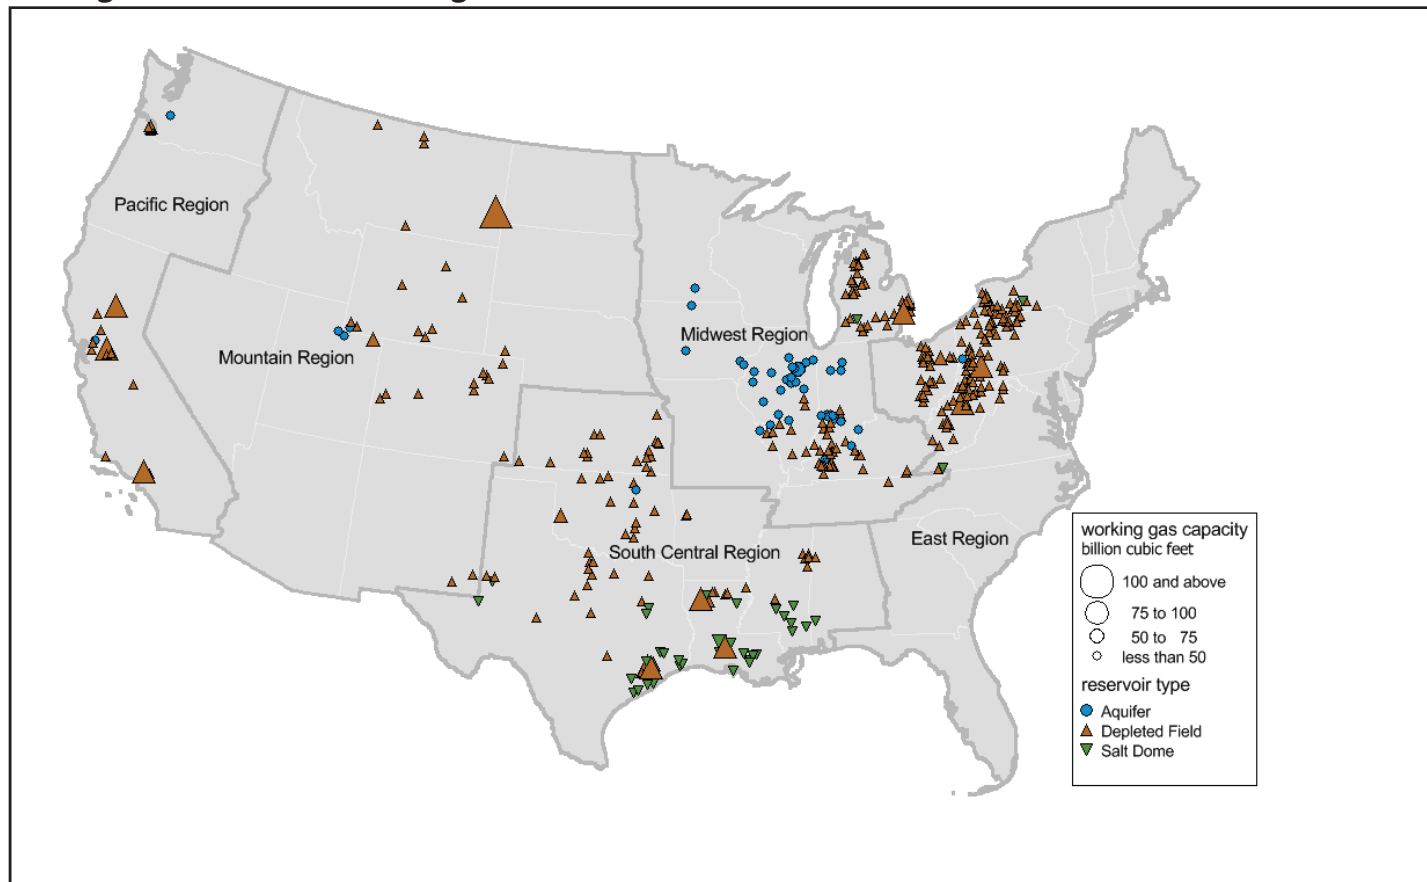 Pacific Region
Mountain Region
Midwest Region
South Central Region
East Region
working gas capacity
billion cubic feet
100 and above
75 to 100
50 to 75
less than 50
reservoir type
Aquifer
Depleted Field
Salt Dome